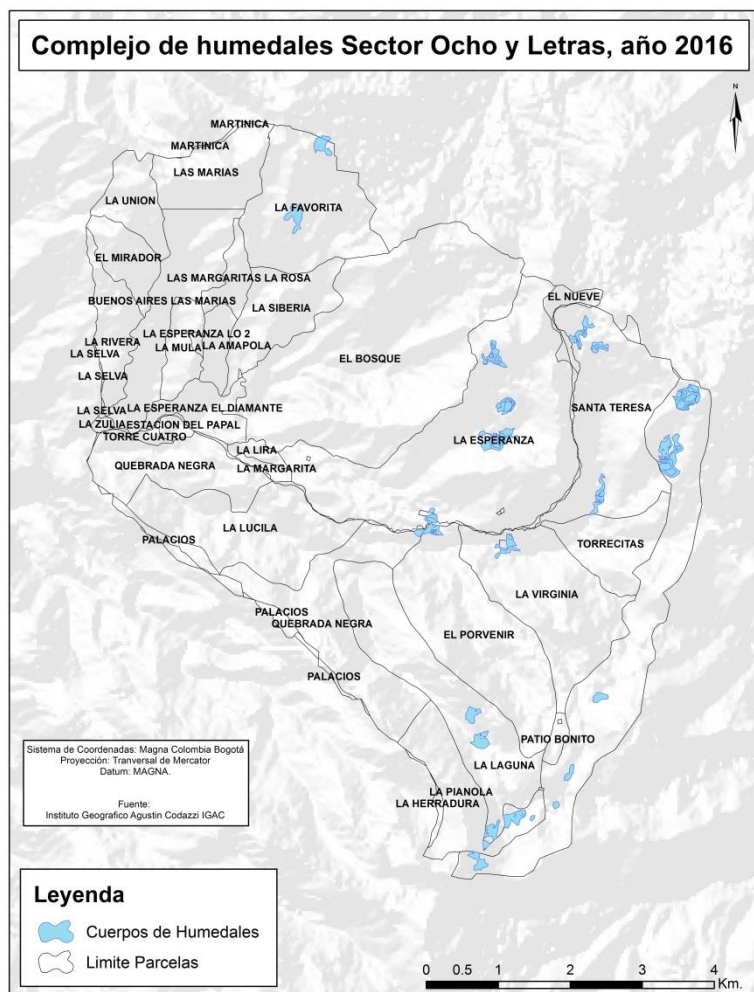 Complejo de humedales Sector Ocho y Letras, año 2016
N
MARTINICA
MARTINICA
LAS MARIAS
LA UNION
LA FAVORITA
EL MIRADOR
LAS MARGARITAS LA ROSA
EL NUEVE
BUENOS AIRES LAS MARIAS
LA SIBERIA
LA ESPERANZA LO 2
LA RIVERA
LA MULA
LA AMAPOLA
LA SELVA
EL BOSQUE
LA SELVA
SANTA TERESA
LA SELVA
LA ESPERANZA EL DIAMANTE
LA ZULIA
ESTACION DEL PAPAL
TORRE CUATRO
LA ESPERANZA
LA LIRA
QUEBRADA NEGRA
LA MARGARITA
LA LUCILA
PALACIOS
TORRECITAS
LA VIRGINIA
PALACIOS
QUEBRADA NEGRA
EL PORVENIR
PALACIOS
PATIO BONITO
LA LAGUNA
LA PIANOLA
LA HERRADURA
Sistema de Coordenadas: Magna Colombia Bogotá
Proyección: Tranversal de Mercator
Datum: MAGNA.
Fuente:
Instituto Geografico Agustin Codazzi IGAC
Leyenda
Cuerpos de Humedales
Limite Parcelas
0 0.5 1 2 3 4
Km.